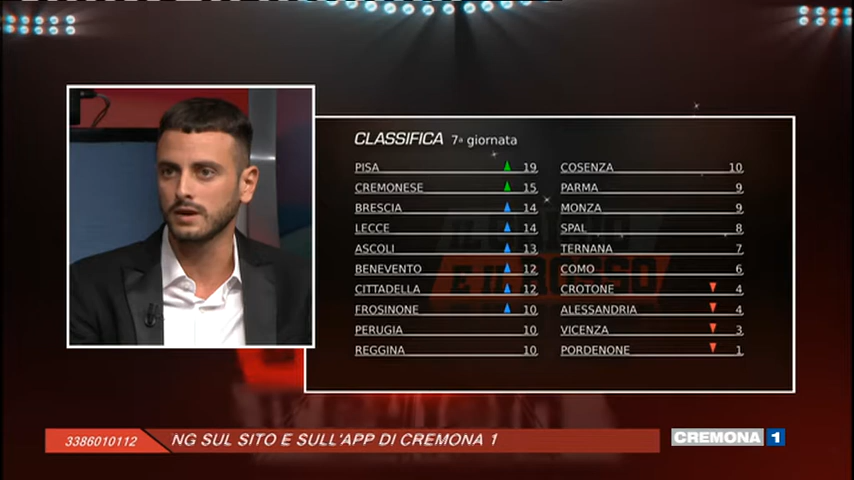 CLASSIFICA 7ª giornata
PISA 19
CREMONESE 15
BRESCIA 14
LECCE 14
ASCOLI 13
BENEVENTO 12
CITTADELLA 12
FROSINONE 10
PERUGIA 10
REGGINA 10
COSENZA 10
PARMA 9
MONZA 9
SPAL 8
TERNANA 7
COMO 6
CROTONE 4
ALESSRANDRIA 4
VICENZA 3
PORDENONE 1
3386010112 NG SUL SITO E SULL'APP DI CREMONA 1
CREMONA 1